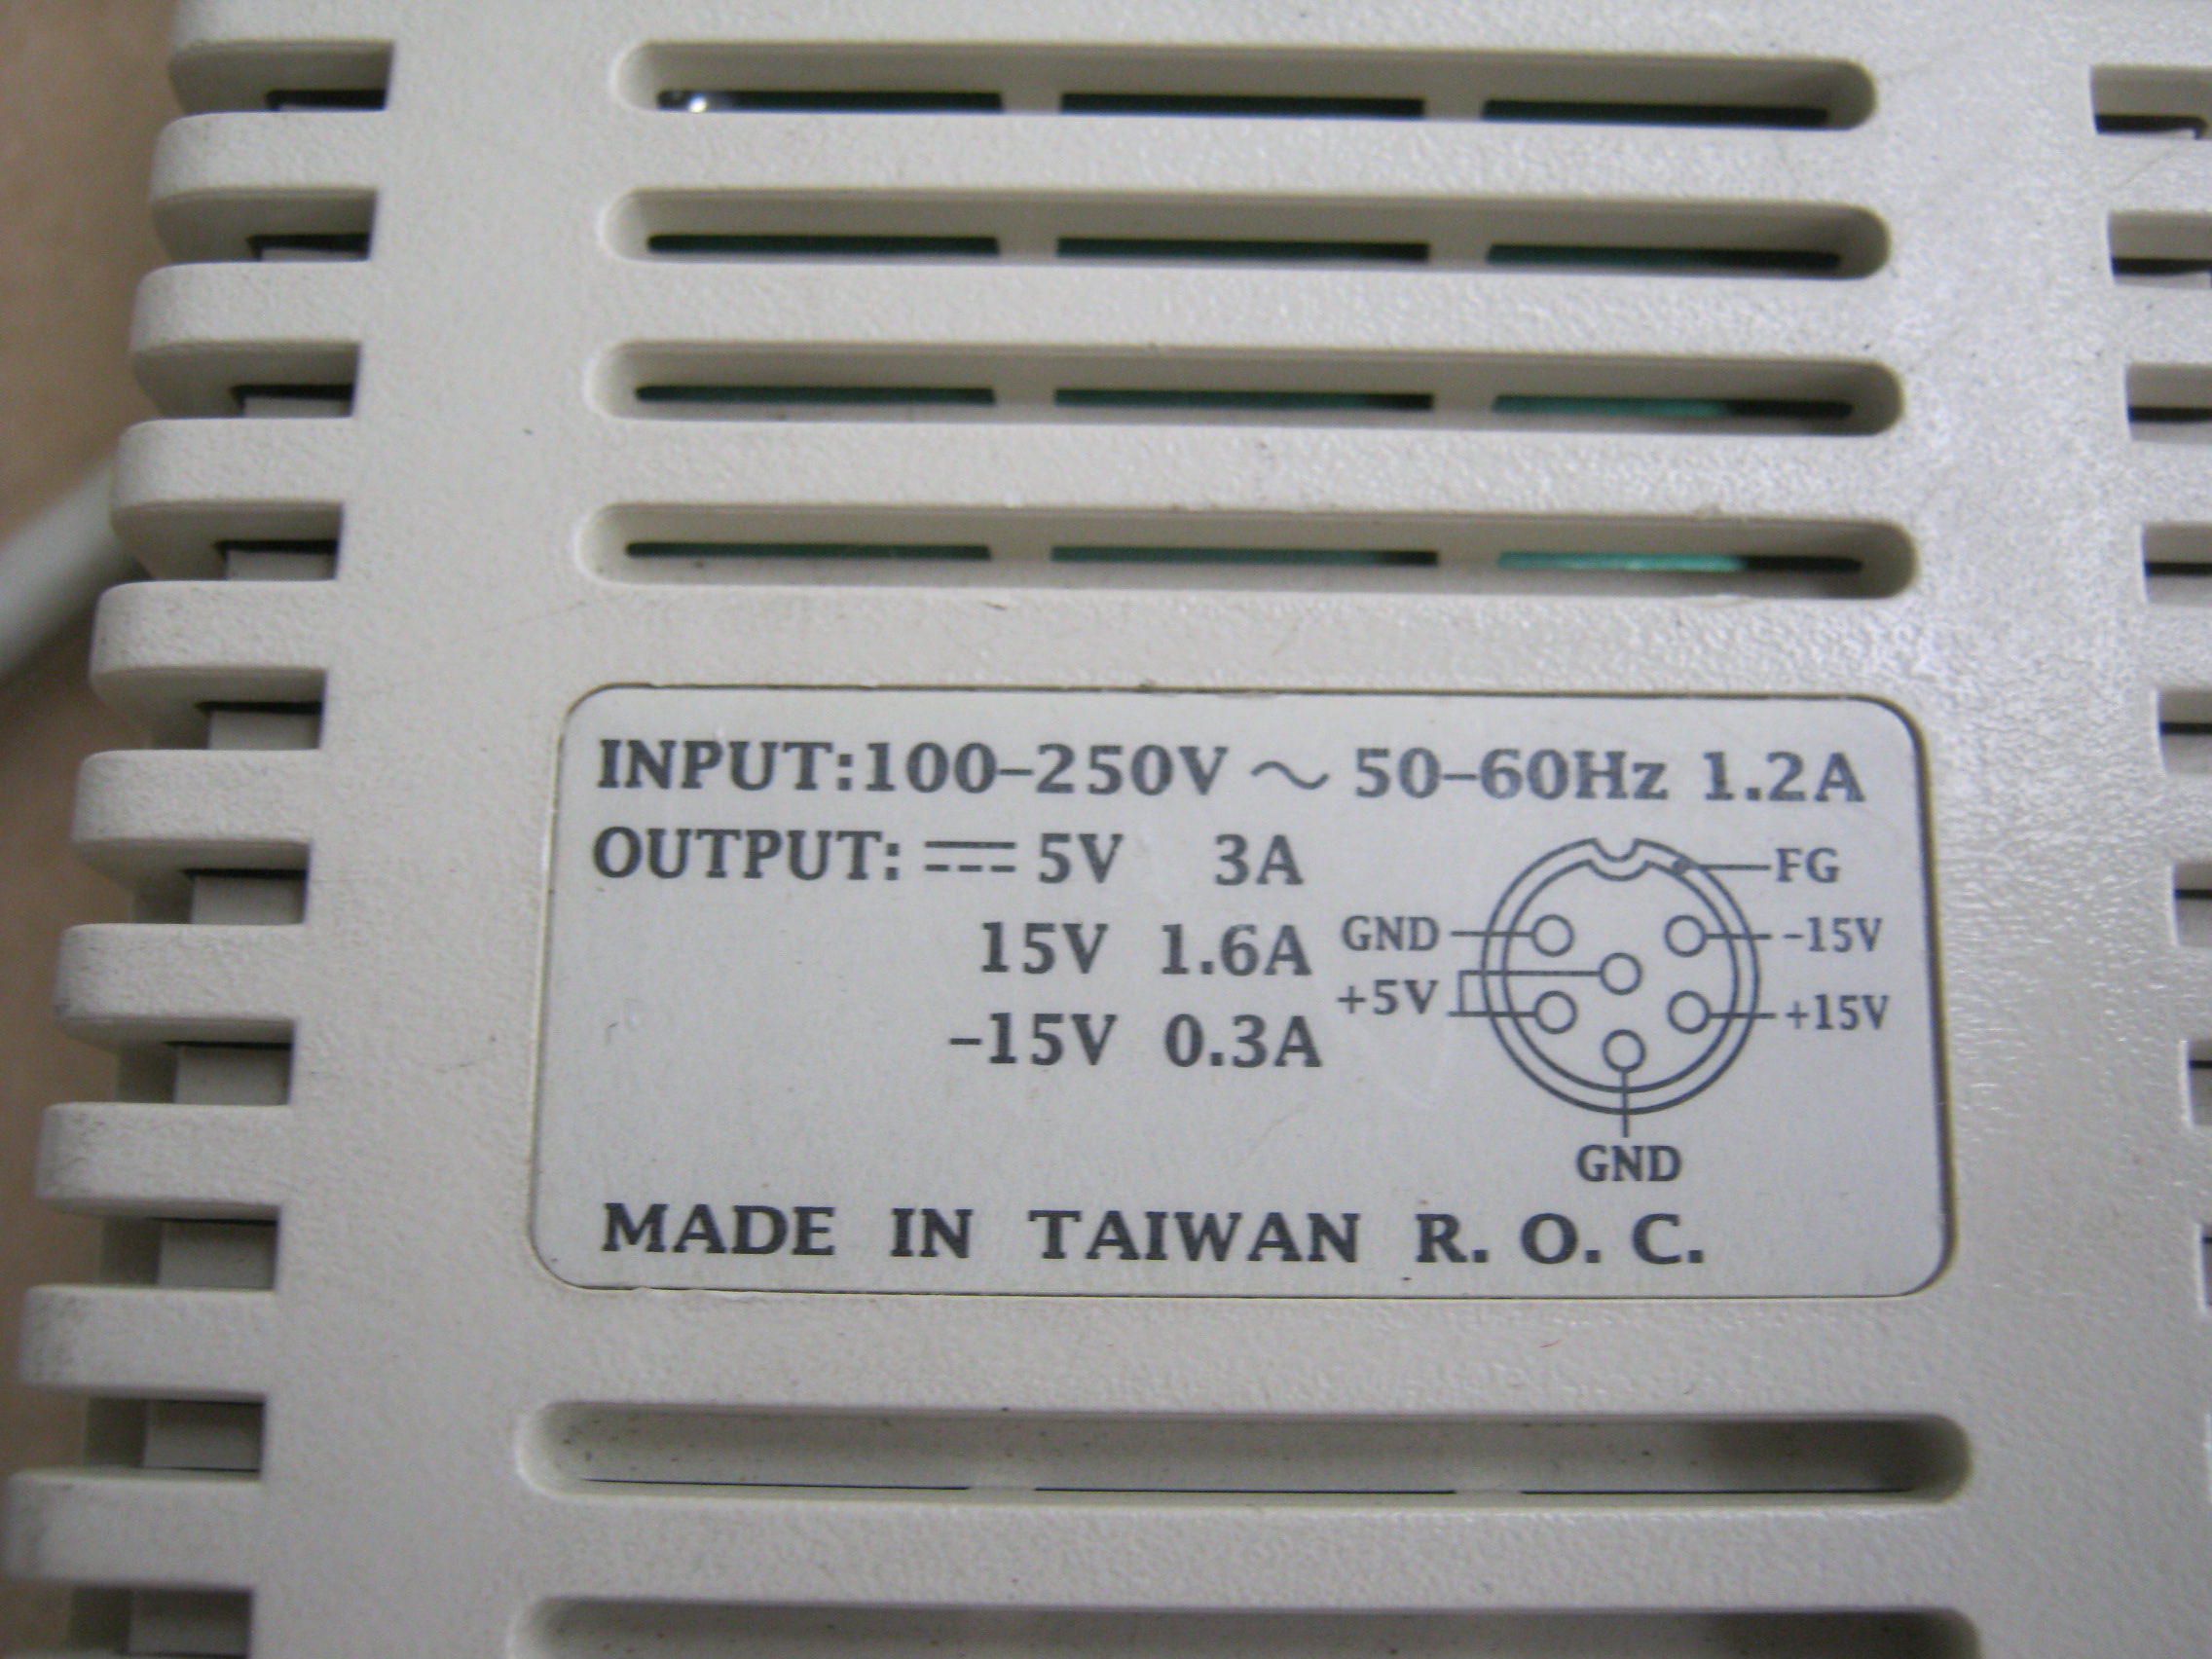 INPUT:100-250V ~ 50-60Hz 1.2A
OUTPUT: ⎓ 5V 3A
FG
15V 1.6A
GND
-15V
+5V
+15V
-15V 0.3A
GND
MADE IN TAIWAN R. O. C.